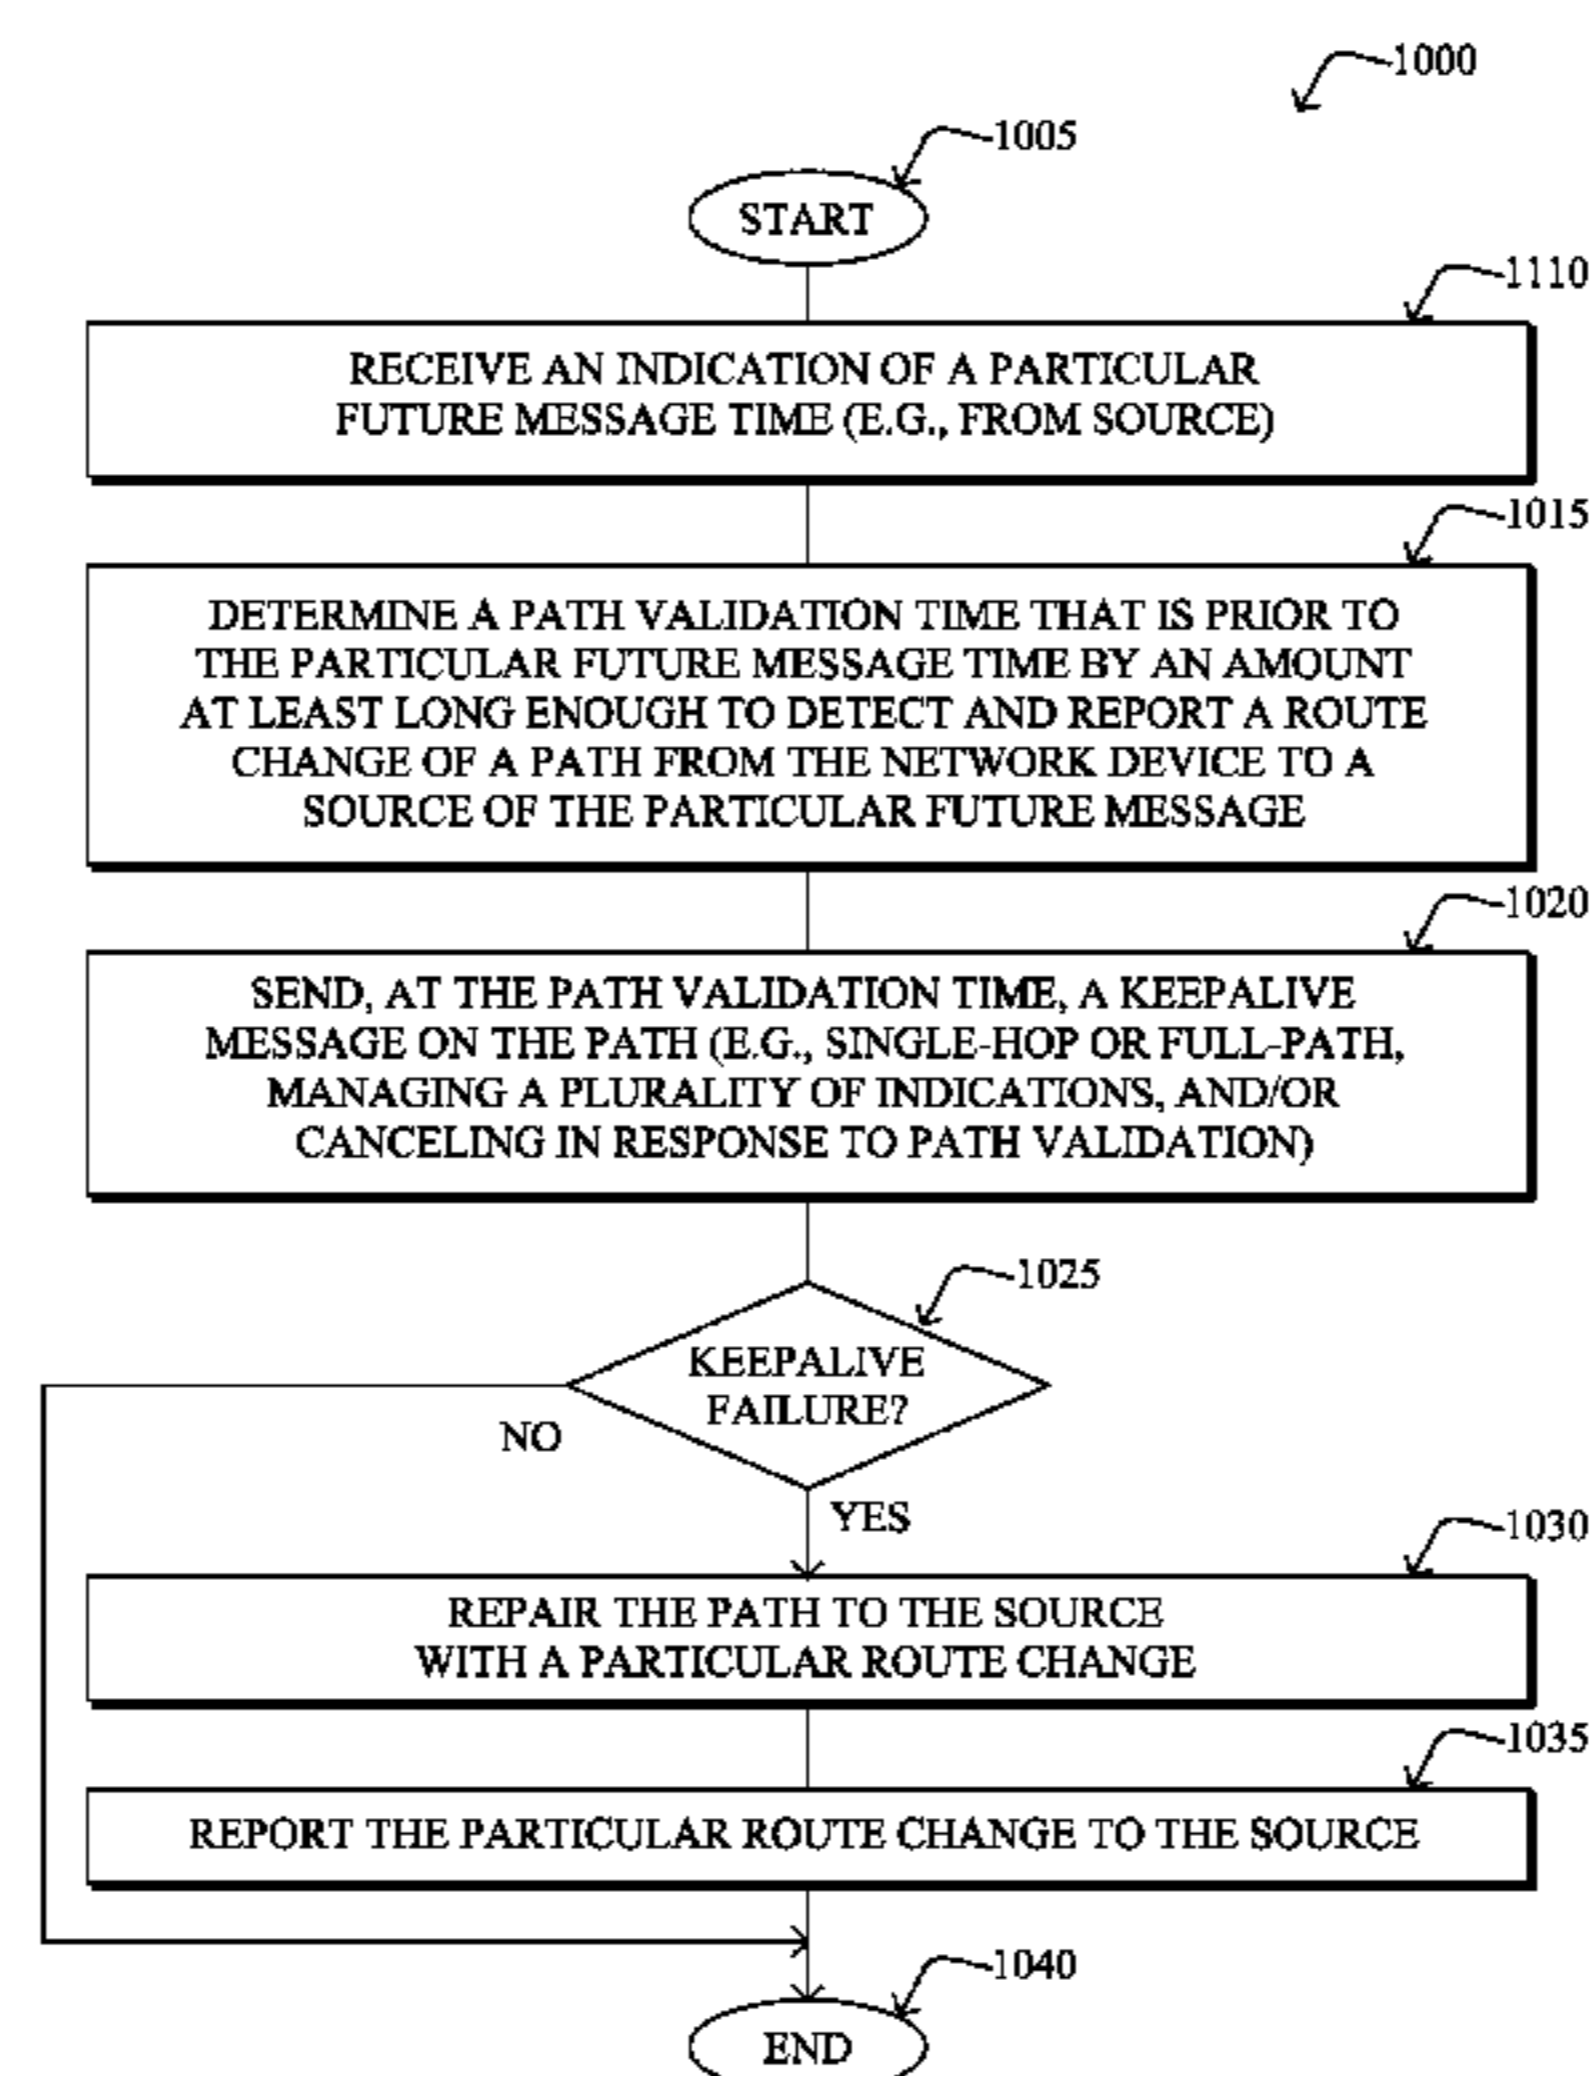 1000
1005
START
1110
RECEIVE AN INDICATION OF A PARTICULAR
FUTURE MESSAGE TIME (E.G., FROM SOURCE)
1015
DETERMINE A PATH VALIDATION TIME THAT IS PRIOR TO
THE PARTICULAR FUTURE MESSAGE TIME BY AN AMOUNT
AT LEAST LONG ENOUGH TO DETECT AND REPORT A ROUTE
CHANGE OF A PATH FROM THE NETWORK DEVICE TO A
SOURCE OF THE PARTICULAR FUTURE MESSAGE
1020
SEND, AT THE PATH VALIDATION TIME, A KEEPALIVE
MESSAGE ON THE PATH (E.G., SINGLE-HOP OR FULL-PATH,
MANAGING A PLURALITY OF INDICATIONS, AND/OR
CANCELING IN RESPONSE TO PATH VALIDATION)
1025
KEEPALIVE
FAILURE?
NO
YES
1030
REPAIR THE PATH TO THE SOURCE
WITH A PARTICULAR ROUTE CHANGE
1035
REPORT THE PARTICULAR ROUTE CHANGE TO THE SOURCE
1040
END